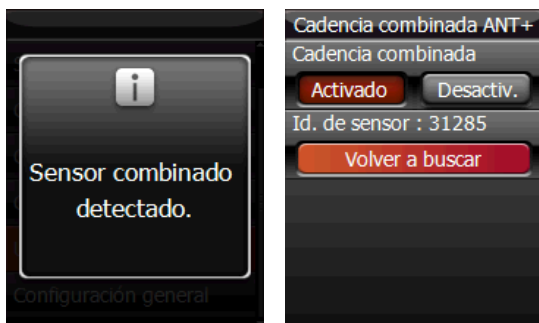 Sensor combinado
detectado.
Configuración general
Cadencia combinada ANT+
Cadencia combinada
Activado Desactiv.
Id. de sensor : 31285
Volver a buscar